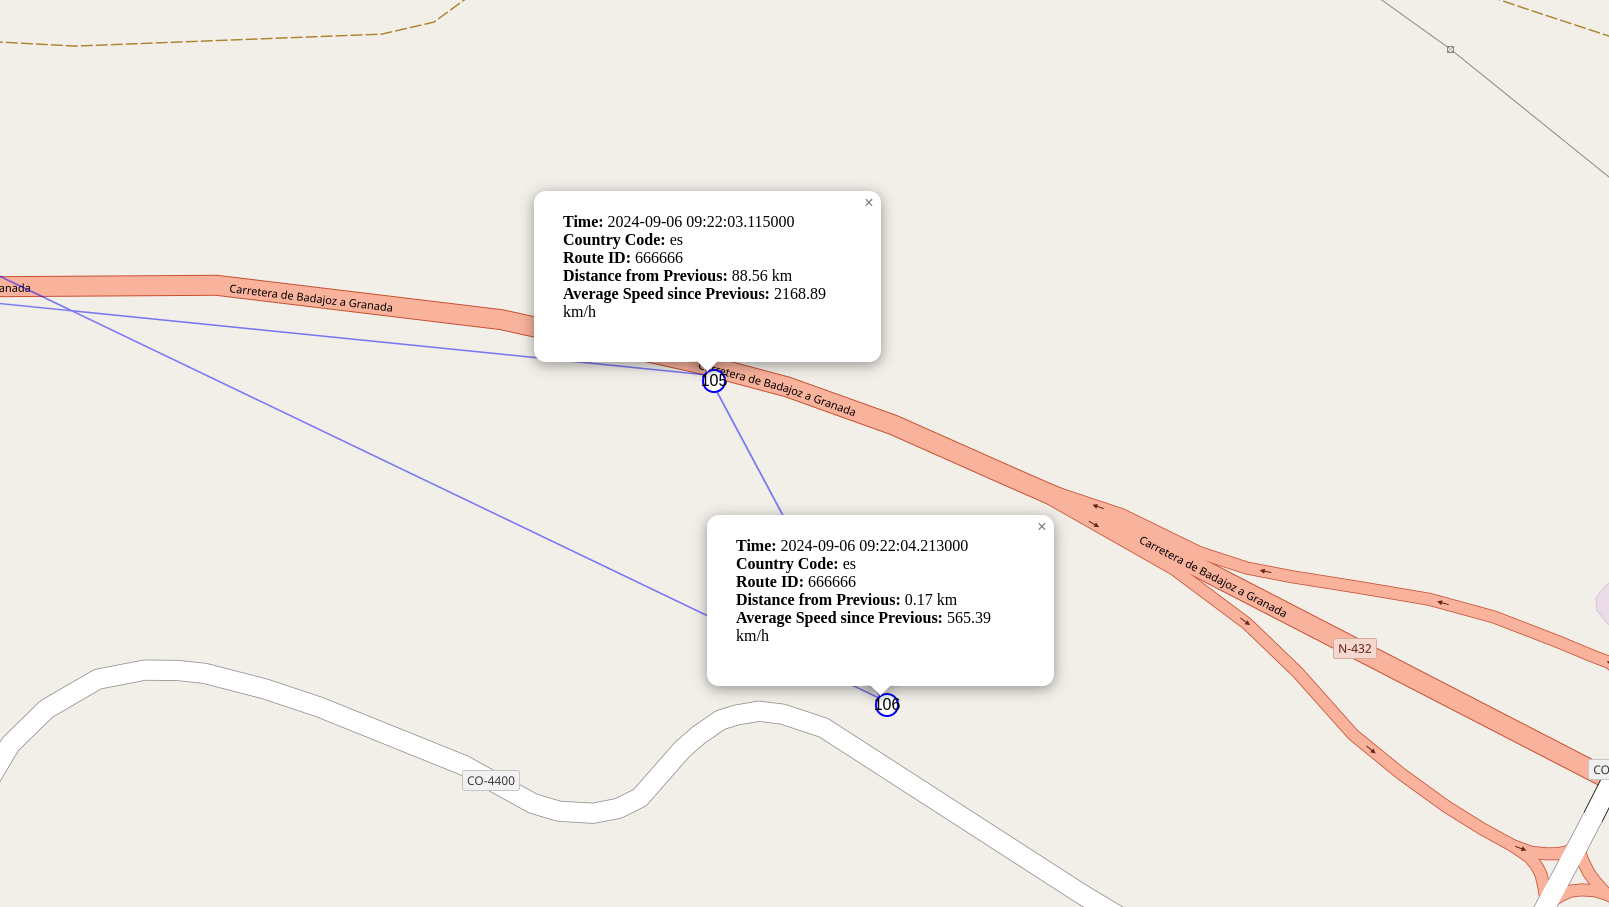 ×
Time: 2024-09-06 09:22:03.115000
Country Code: es
Route ID: 666666
Distance from Previous: 88.56 km
Average Speed since Previous: 2168.89
km/h
anada
Carretera de Badajoz a Granada
105
Carretera de Badajoz a Granada
×
Time: 2024-09-06 09:22:04.213000
Country Code: es
Route ID: 666666
Distance from Previous: 0.17 km
Average Speed since Previous: 565.39
km/h
Carretera de Badajoz a Granada
N-432
106
CO-4400
CO